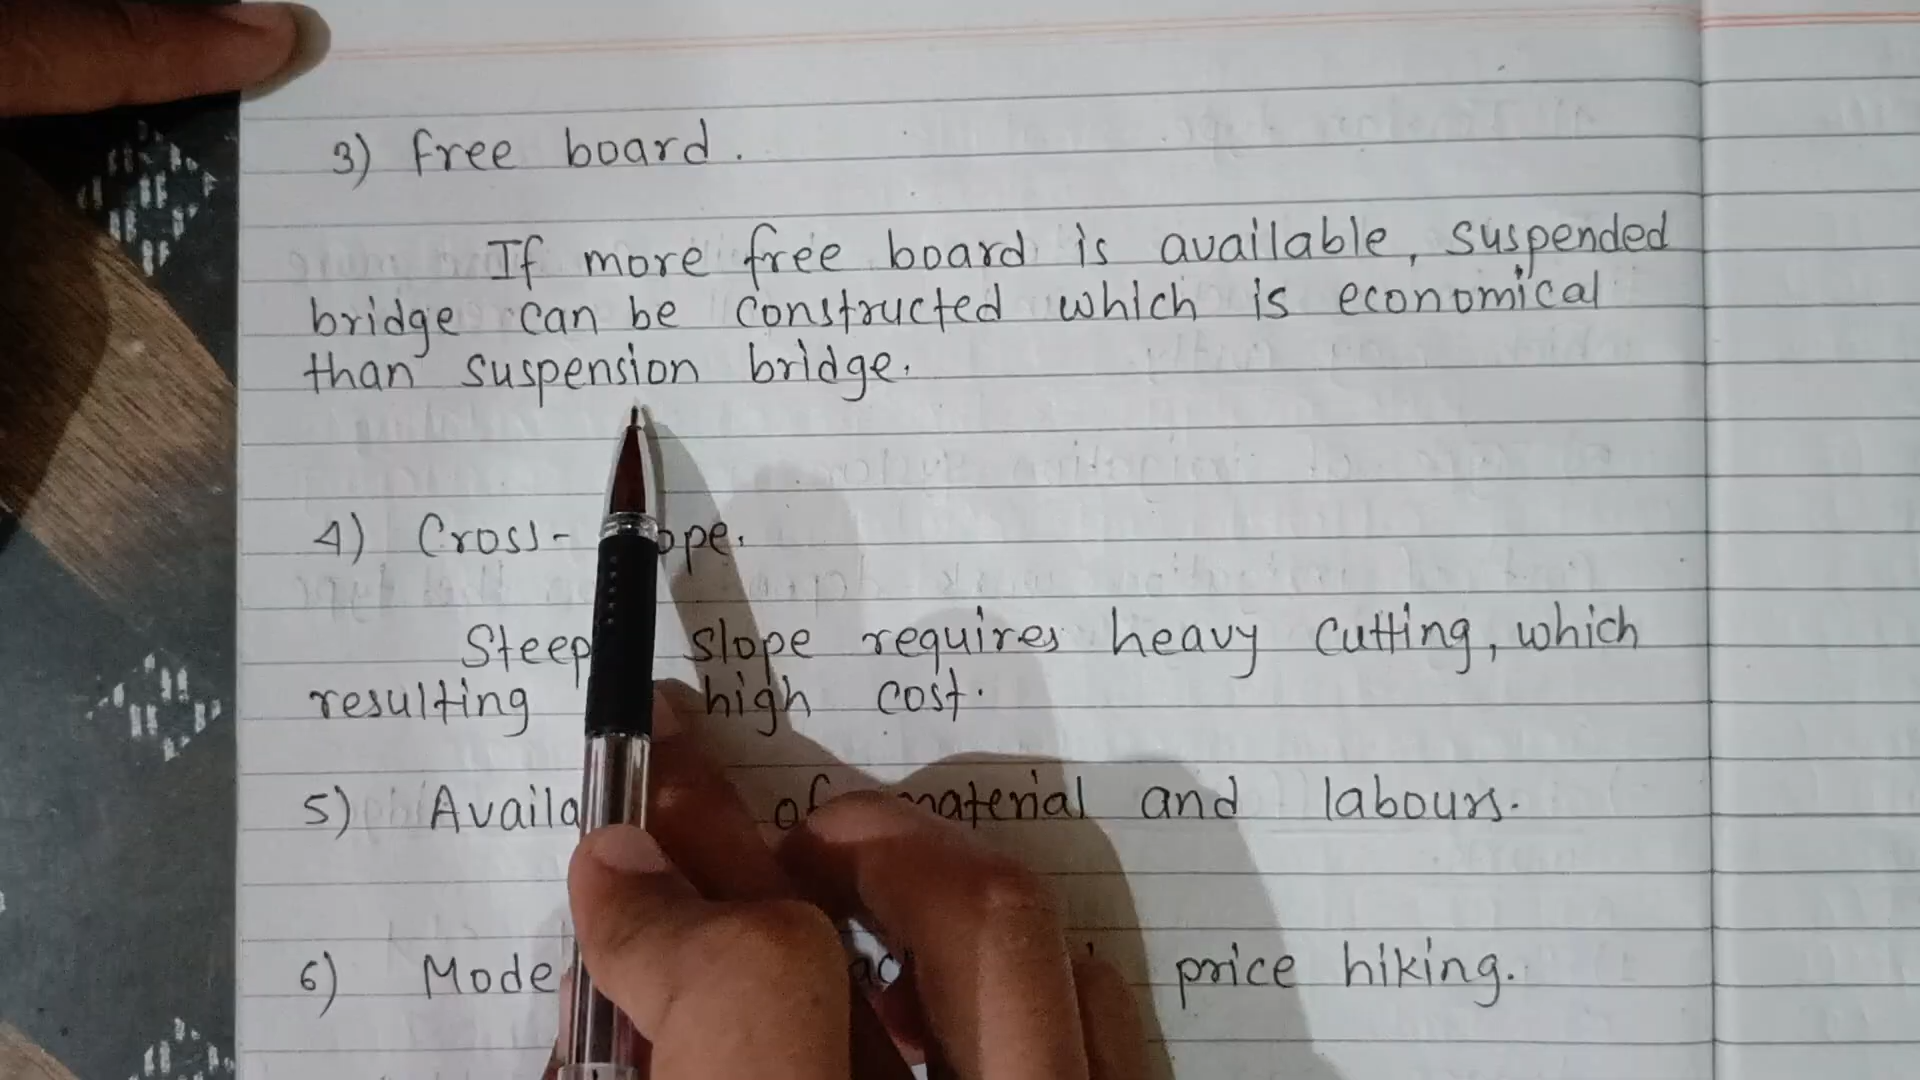 3) free board.
If more free board is available, suspended
bridge can be constructed which is economical
than suspension bridge.
4) Cross-
Steep slope requires heavy cutting, which
resulting high cost.
5) of material and labours.
6) Mode price hiking.